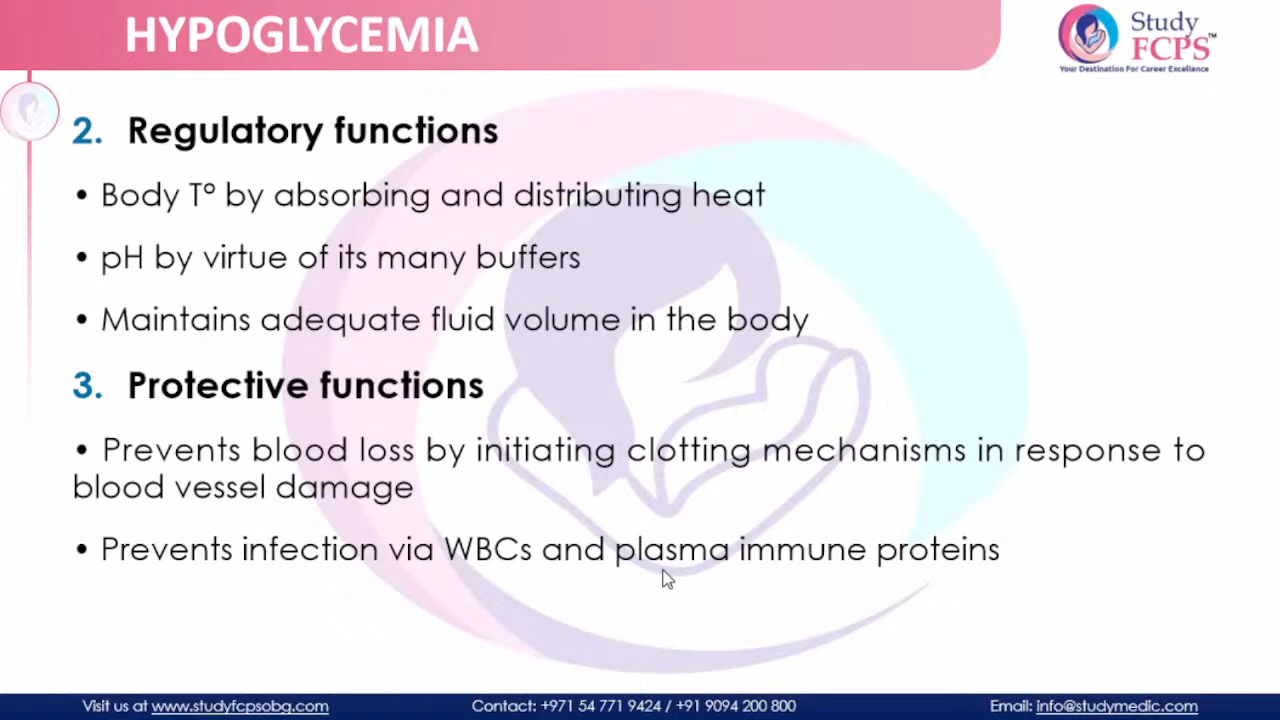 HYPOGLYCEMIA
Study
FCPS™
Your Destination For Career Excellence
2. Regulatory functions
• Body T° by absorbing and distributing heat
• pH by virtue of its many buffers
• Maintains adequate fluid volume in the body
3. Protective functions
• Prevents blood loss by initiating clotting mechanisms in response to
blood vessel damage
• Prevents infection via WBCs and plasma immune proteins
Visit us at www.studyfcpsobg.com Contact: +971 54 771 9424 / +91 9094 200 800 Email: info@studymedic.com